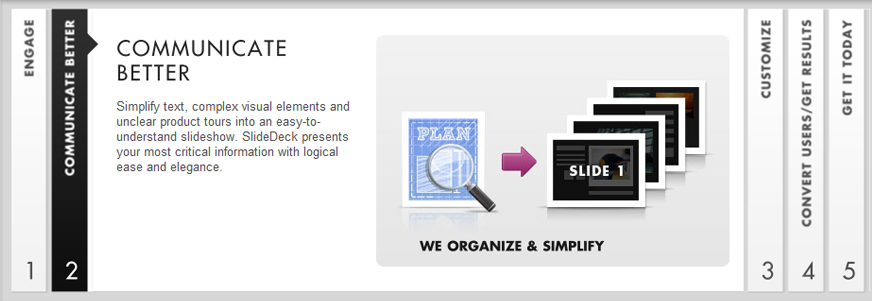 ENGAGE
1
COMMUNICATE BETTER
2
COMMUNICATE
BETTER
Simplify text, complex visual elements and
unclear product tours into an easy-to-
understand slideshow. SlideDeck presents
your most critical information with logical
ease and elegance.
PLAN
SLIDE 1
WE ORGANIZE & SIMPLIFY
CUSTOMIZE
3
CONVERT USERS/GET RESULTS
4
GET IT TODAY
5